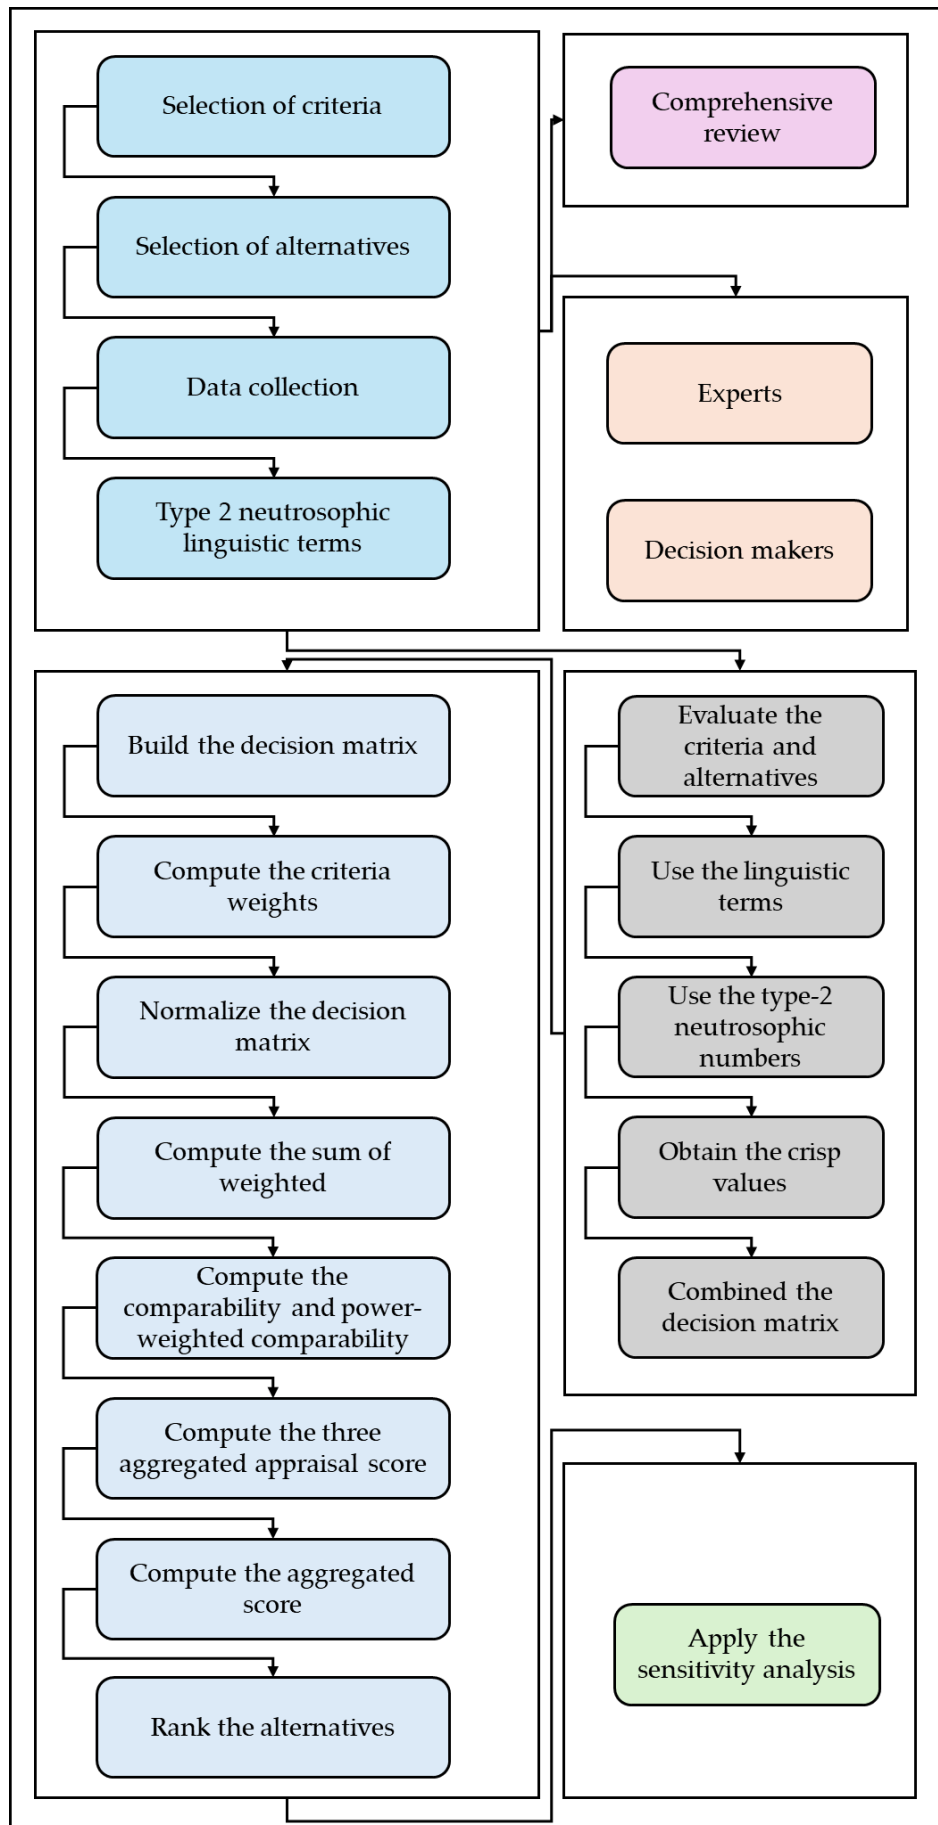 Selection of criteria
Selection of alternatives
Data collection
Type 2 neutrosophic
linguistic terms
Comprehensive
review
Experts
Decision makers
Evaluate the
criteria and
alternatives
Use the linguistic
terms
Use the type-2
neutrosophic
numbers
Obtain the crisp
values
Combined the
decision matrix
Build the decision matrix
Compute the criteria
weights
Normalize the decision
matrix
Compute the sum of
weighted
Compute the
comparability and power-
weighted comparability
Compute the three
aggregated appraisal score
Compute the aggregated
score
Rank the alternatives
Apply the
sensitivity analysis